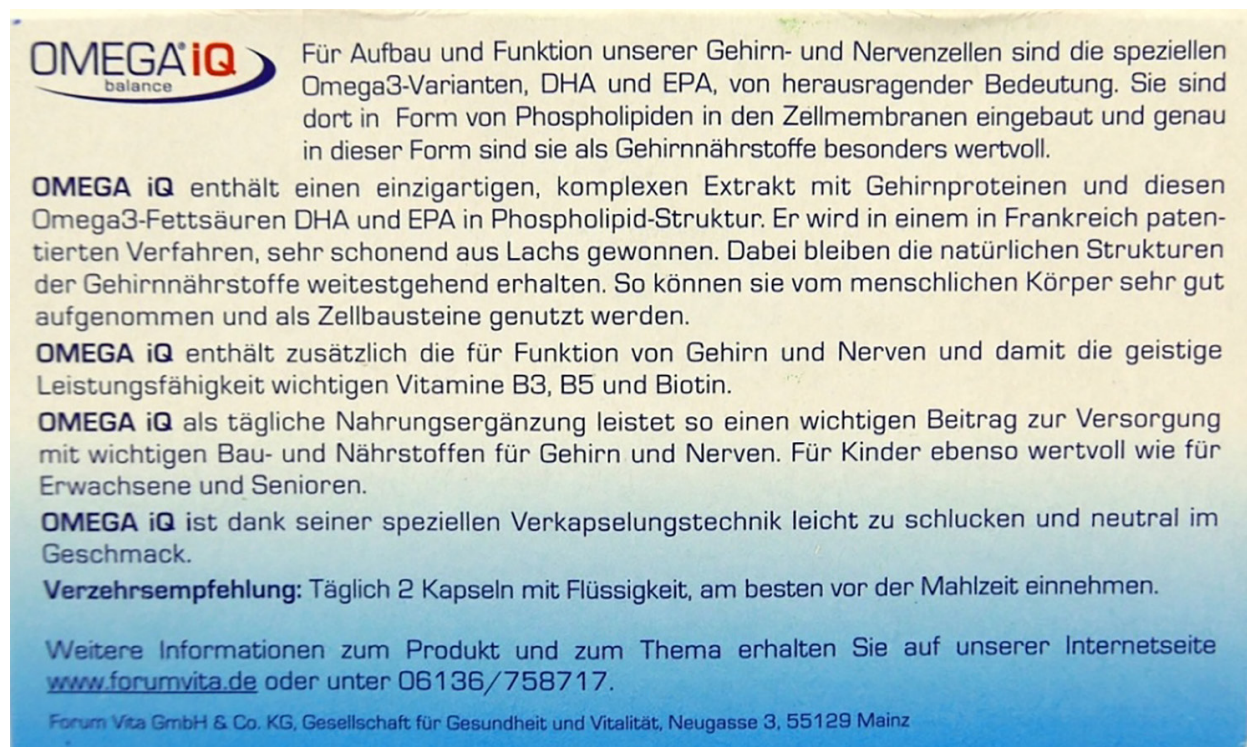 OMEGA® iQ
balance
Für Aufbau und Funktion unserer Gehirn- und Nervenzellen sind die speziellen
Omega3-Varianten, DHA und EPA, von herausragender Bedeutung. Sie sind
dort in Form von Phospholipiden in den Zellmembranen eingebaut und genau
in dieser Form sind sie als Gehirnnährstoffe besonders wertvoll.
OMEGA iQ enthält einen einzigartigen, komplexen Extrakt mit Gehirnproteinen und diesen
Omega3-Fettsäuren DHA und EPA in Phospholipid-Struktur. Er wird in einem in Frankreich paten-
tierten Verfahren, sehr schonend aus Lachs gewonnen. Dabei bleiben die natürlichen Strukturen
der Gehirnnährstoffe weitestgehend erhalten. So können sie vom menschlichen Körper sehr gut
aufgenommen und als Zellbausteine genutzt werden.
OMEGA iQ enthält zusätzlich die für Funktion von Gehirn und Nerven und damit die geistige
Leistungsfähigkeit wichtigen Vitamine B3, B5 und Biotin.
OMEGA iQ als tägliche Nahrungsergänzung leistet so einen wichtigen Beitrag zur Versorgung
mit wichtigen Bau- und Nährstoffen für Gehirn und Nerven. Für Kinder ebenso wertvoll wie für
Erwachsene und Senioren.
OMEGA iQ ist dank seiner speziellen Verkapselungstechnik leicht zu schlucken und neutral im
Geschmack.
Verzehrsempfehlung: Täglich 2 Kapseln mit Flüssigkeit, am besten vor der Mahlzeit einnehmen.
Weitere Informationen zum Produkt und zum Thema erhalten Sie auf unserer Internetseite
www.forumvita.de oder unter 06136/758717.
Forum Vita GmbH & Co. KG, Gesellschaft für Gesundheit und Vitalität, Neugasse 3, 55129 Mainz